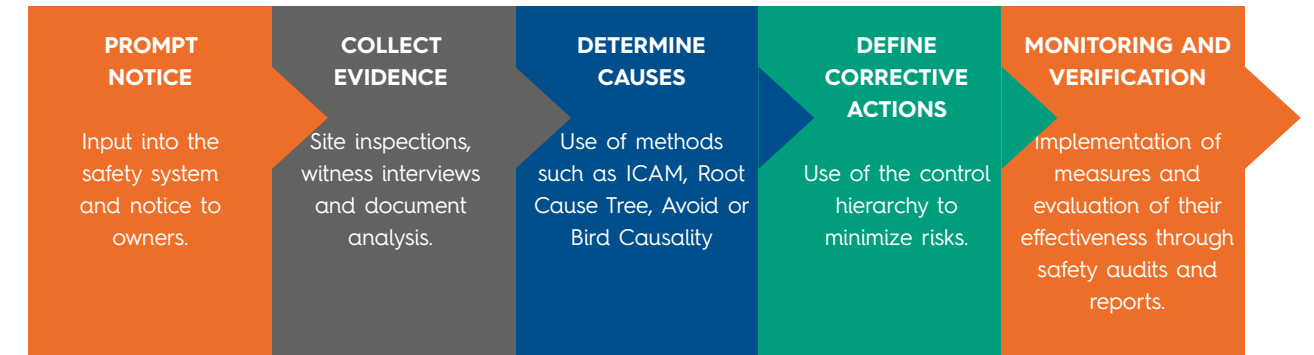 PROMPT
NOTICE
Input into the
safety system
and notice to
owners.
COLLECT
EVIDENCE
Site inspections,
witness interviews
and document
analysis.
DETERMINE
CAUSES
Use of methods
such as ICAM, Root
Cause Tree, Avoid or
Bird Causality
DEFINE
CORRECTIVE
ACTIONS
Use of the control
hierarchy to
minimize risks.
MONITORING AND
VERIFICATION
Implementation of
measures and
evaluation of their
effectiveness through
safety audits and
reports.